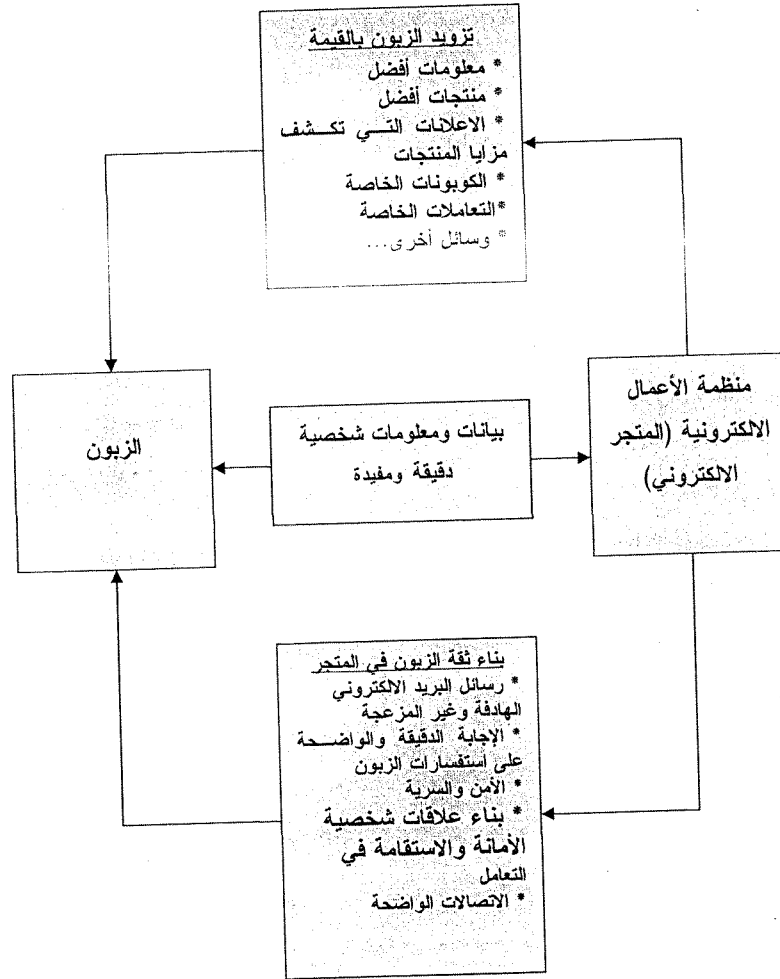 تزويد الزبون بالقيمة
* معلومات أفضل
* منتجات أفضل
* الاعلانات التي تكشف
مزايا المنتجات
* الكوبونات الخاصة
*التعاملات الخاصة
* وسائل أخرى...
منظمة الأعمال
الالكترونية (المتجر
الالكتروني)
بيانات ومعلومات شخصية
دقيقة ومفيدة
الزبون
بناء ثقة الزبون في المتجر
* رسائل البريد الالكتروني
الهادفة وغير المزعجة
* الإجابة الدقيقة والواضحة
على استفسارات الزبون
* الأمن والسرية
* بناء علاقات شخصية
الأمانة والاستقامة في
التعامل
* الاتصالات الواضحة